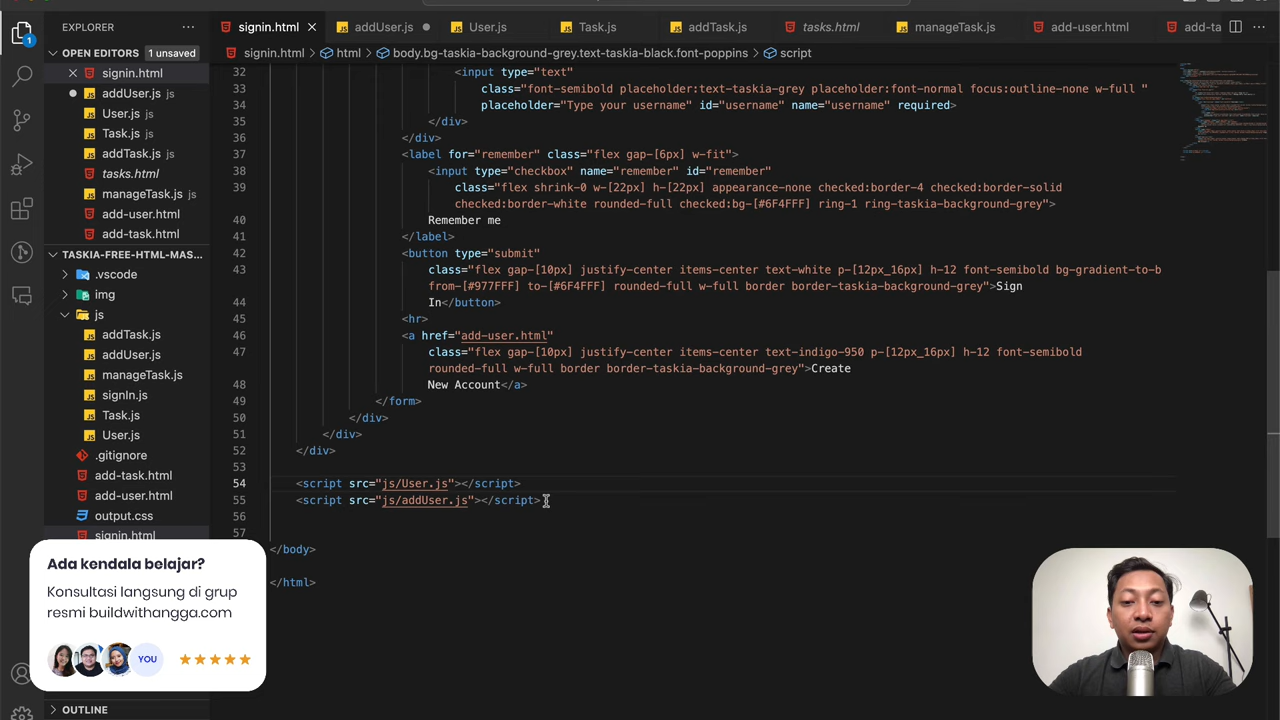 EXPLORER
signin.html
addUser.js
User.js
Task.js
addTask.js
tasks.html
manageTask.js
add-user.html
add-ta
OPEN EDITORS
1 unsaved
signin.html > html > body.bg-taskia-background-grey.text-taskia-black.font-poppins > script
1
signin.html
addUser.js js
User.js js
Task.js js
addTask.js js
tasks.html
manageTask.js js
add-user.html
add-task.html
TASKIA-FREE-HTML-MAS...
.vscode
img
js
addTask.js
addUser.js
manageTask.js
signIn.js
Task.js
User.js
.gitignore
add-task.html
add-user.html
output.css
signin.html
OUTLINE
32 <input type="text"
33 class="font-semibold placeholder:text-taskia-grey placeholder:font-normal focus:outline-none w-full "
34 placeholder="Type your username" id="username" name="username" required>
35 </div>
36 </div>
37 <label for="remember" class="flex gap-[6px] w-fit">
38 <input type="checkbox" name="remember" id="remember"
39 class="flex shrink-0 w-[22px] h-[22px] appearance-none checked:border-4 checked:border-solid
checked:border-white rounded-full checked:bg-[#6F4FFF] ring-1 ring-taskia-background-grey">
40 Remember me
41 </label>
42 <button type="submit"
43 class="flex gap-[10px] justify-center items-center text-white p-[12px_16px] h-12 font-semibold bg-gradient-to-b
from-[#977FFF] to-[#6F4FFF] rounded-full w-full border border-taskia-background-grey">Sign
44 In</button>
45 <hr>
46 <a href="add-user.html"
47 class="flex gap-[10px] justify-center items-center text-indigo-950 p-[12px_16px] h-12 font-semibold
rounded-full w-full border border-taskia-background-grey">Create
48 New Account</a>
49 </form>
50 </div>
51 </div>
52 </div>
53
54 <script src="js/User.js"></script>
55 <script src="js/addUser.js"></script>
56
57
</body>
</html>
Ada kendala belajar?
Konsultasi langsung di grup
resmi buildwithangga.com
YOU